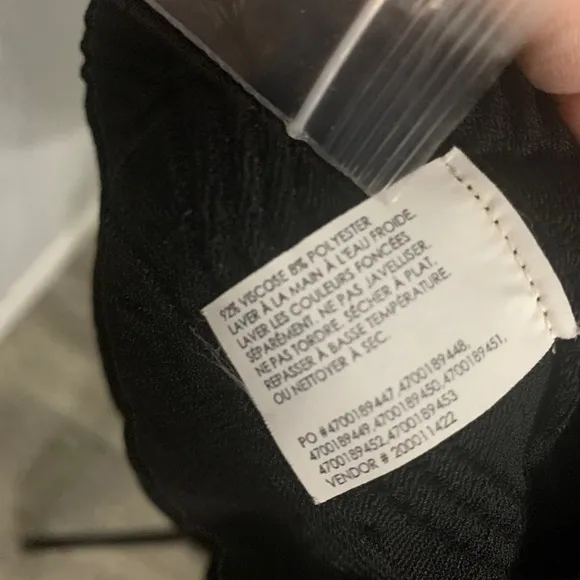 92% VISCOSE 8% POLYESTER
LAVER À LA MAIN À L'EAU FROIDE.
LAVER LES COULEURS FONCÉES
SÉPARÉMENT. NE PAS JAVELLISER.
NE PAS TORDRE. SÉCHER À PLAT.
REPASSER À BASSE TEMPÉRATURE
OU NETTOYER À SEC.
PO #4700189447,4700189448,
4700189449,4700189450,4700189451,
4700189452,4700189453
VENDOR # 200011422